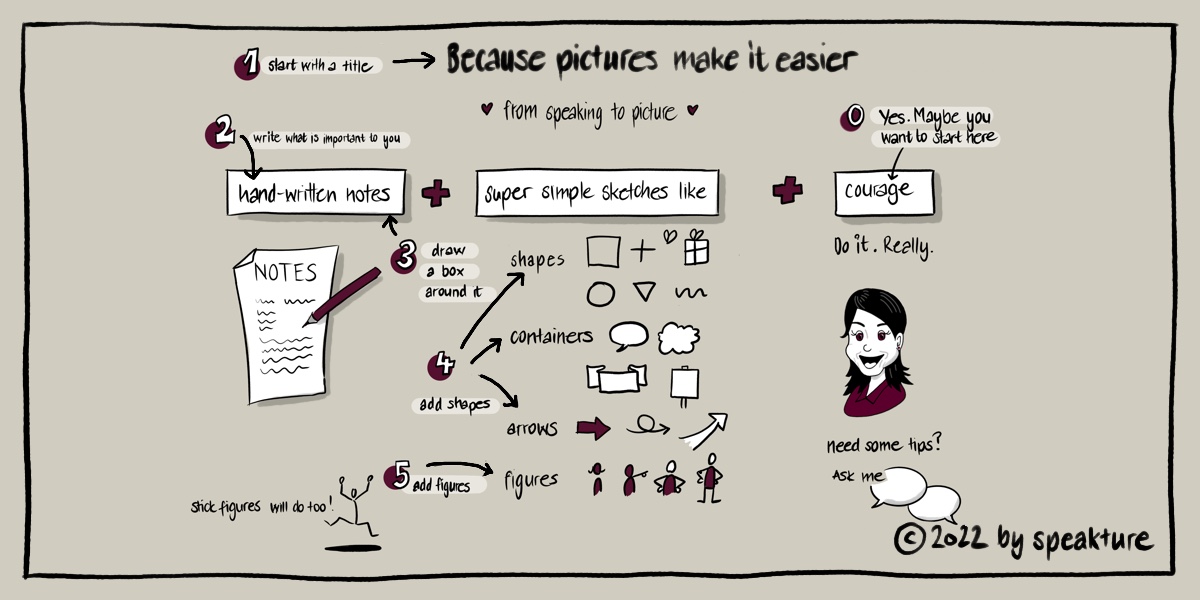 1 start with a title
Because pictures make it easier
from speaking to picture
2 write what is important to you
0 Yes. Maybe you
want to start here
hand-written notes
super simple sketches like
courage
Do it. Really.
3 draw
a box
around it
NOTES
shapes
containers
4
add shapes
arrows
5 add figures
figures
stick figures will do too!
need some tips?
Ask me
© 2022 by speakture